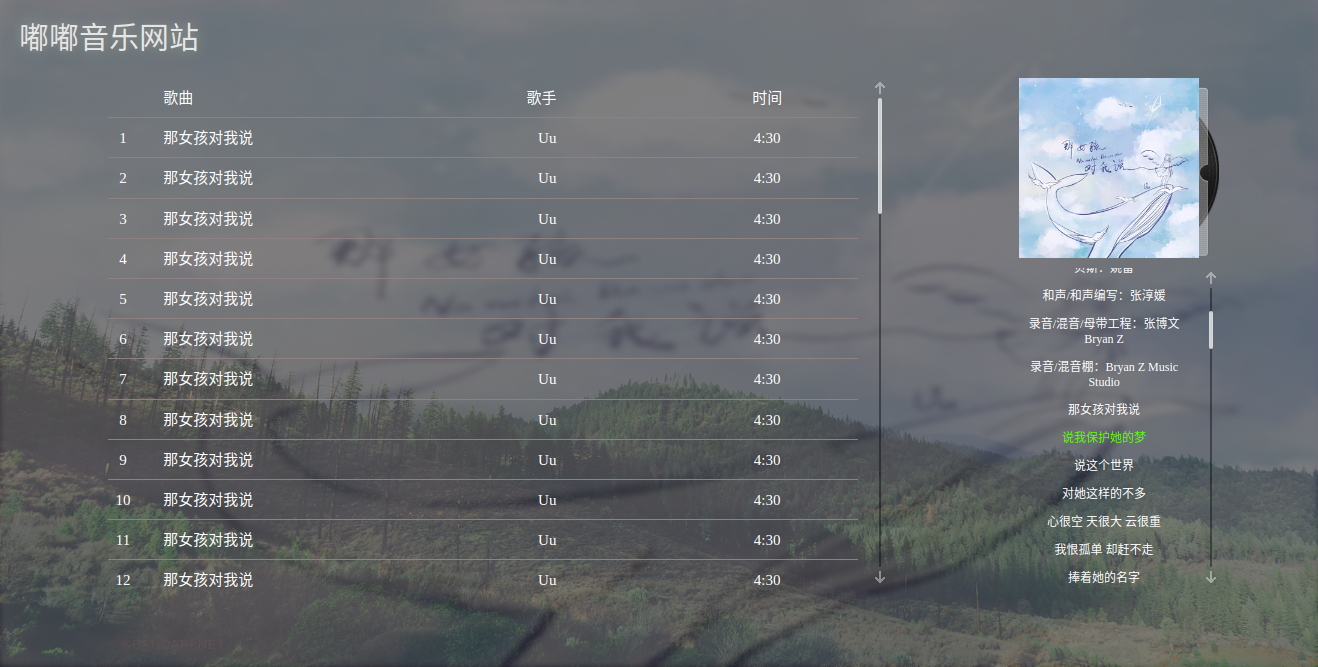 嘟嘟音乐网站
歌曲 歌手 时间
1 那女孩对我说 Uu 4:30
2 那女孩对我说 Uu 4:30
3 那女孩对我说 Uu 4:30
4 那女孩对我说 Uu 4:30
5 那女孩对我说 Uu 4:30
6 那女孩对我说 Uu 4:30
7 那女孩对我说 Uu 4:30
8 那女孩对我说 Uu 4:30
9 那女孩对我说 Uu 4:30
10 那女孩对我说 Uu 4:30
11 那女孩对我说 Uu 4:30
12 那女孩对我说 Uu 4:30
那女孩
对我说
和声/和声编写：张淳媛
录音/混音/母带工程：张博文
Bryan Z
录音/混音棚：Bryan Z Music
Studio
那女孩对我说
说我保护她的梦
说这个世界
对她这样的不多
心很空 天很大 云很重
我恨孤单 却赶不走
捧着她的名字